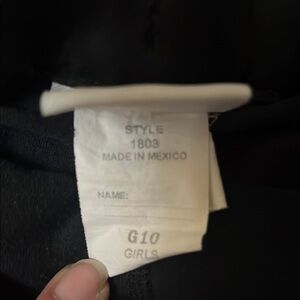 STYLE
1803
MADE IN MEXICO
NAME:
G10
GIRLS